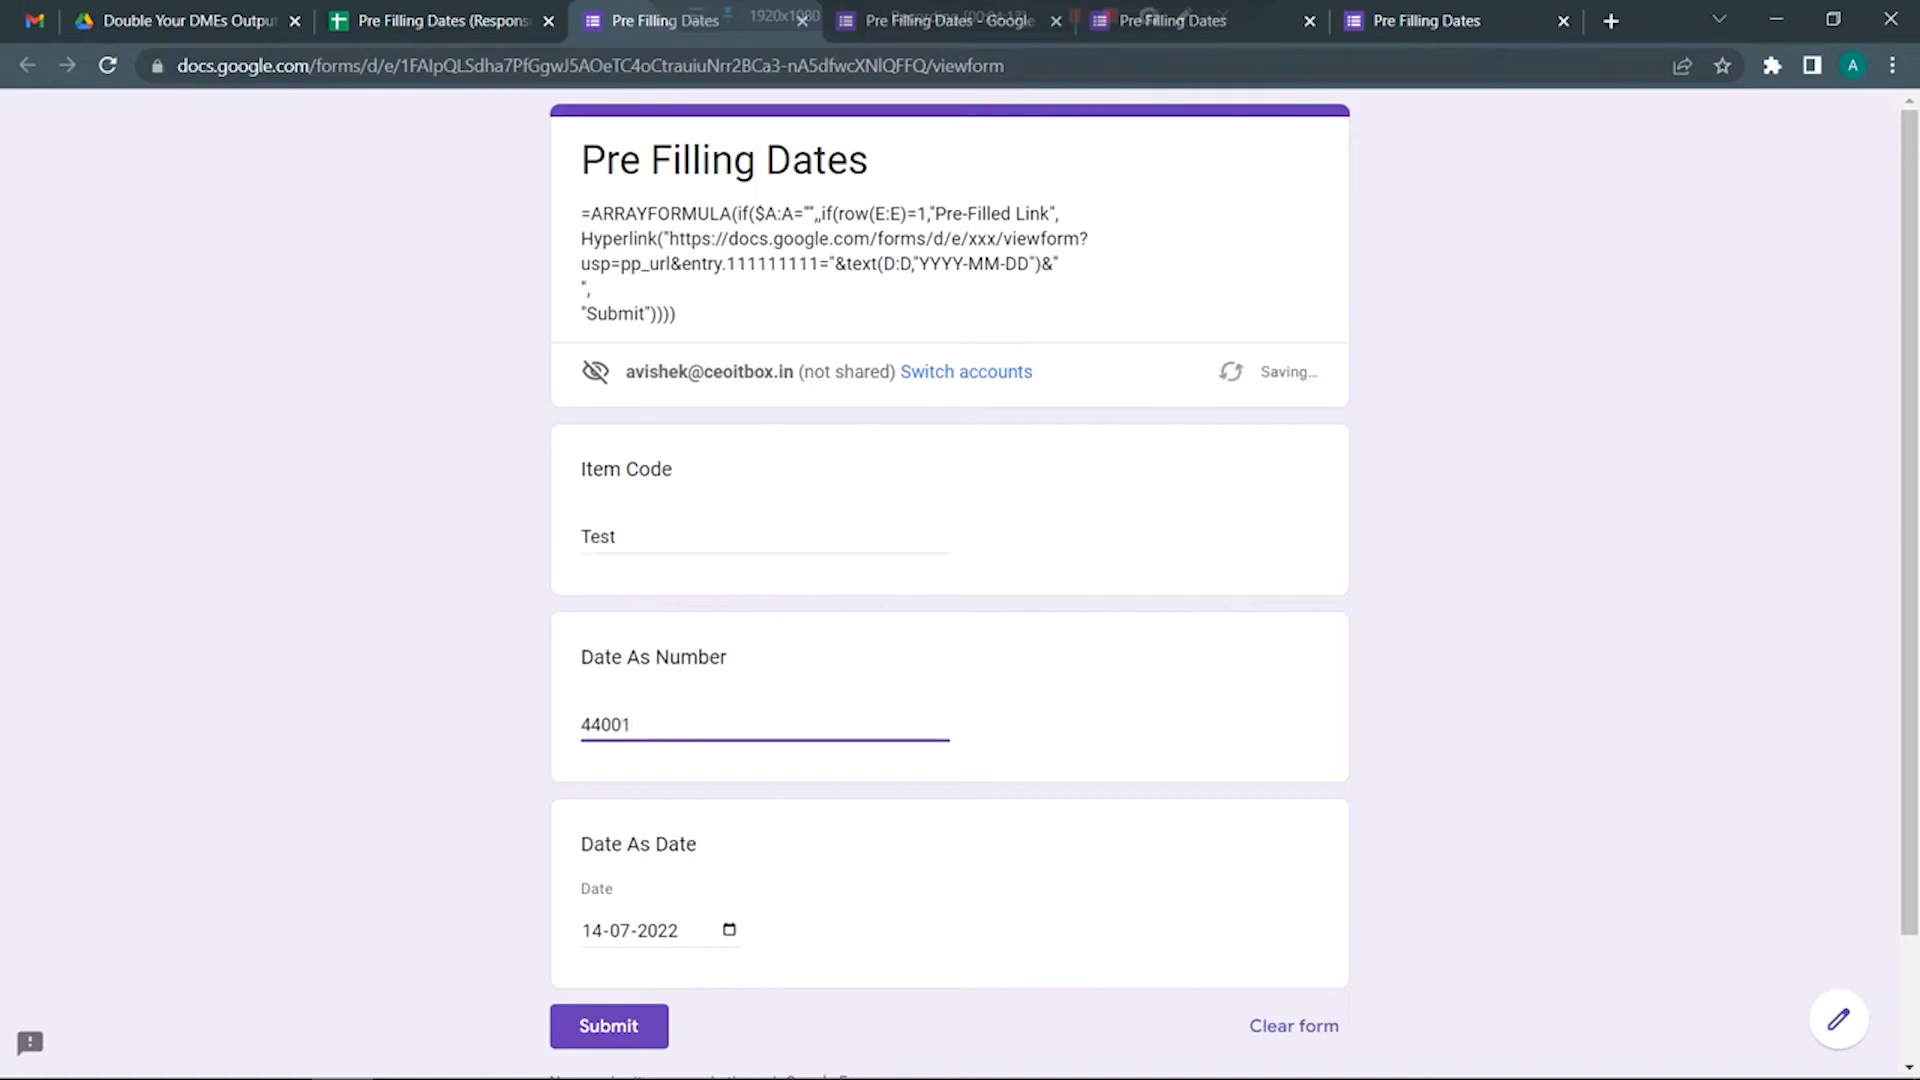 Double Your DMEs Outpu
Pre Filling Dates (Respons
Pre Filling Dates
1920x1080
Pre Filling Dates - Google
Pre Filling Dates
Pre Filling Dates
docs.google.com/forms/d/e/1FAIpQLSdha7PfGgwJ5AOeTC4oCtrauiuNrr2BCa3-nA5dfwcXNlQFFQ/viewform
A
Pre Filling Dates
=ARRAYFORMULA(if($A:A="",,if(row(E:E)=1,"Pre-Filled Link",
Hyperlink("https://docs.google.com/forms/d/e/xxx/viewform?
usp=pp_url&entry.111111111="&text(D:D,"YYYY-MM-DD")&"
",
"Submit"))))
avishek@ceoitbox.in (not shared) Switch accounts
Saving...
Item Code
Test
Date As Number
44001
Date As Date
Date
14-07-2022
Submit
Clear form